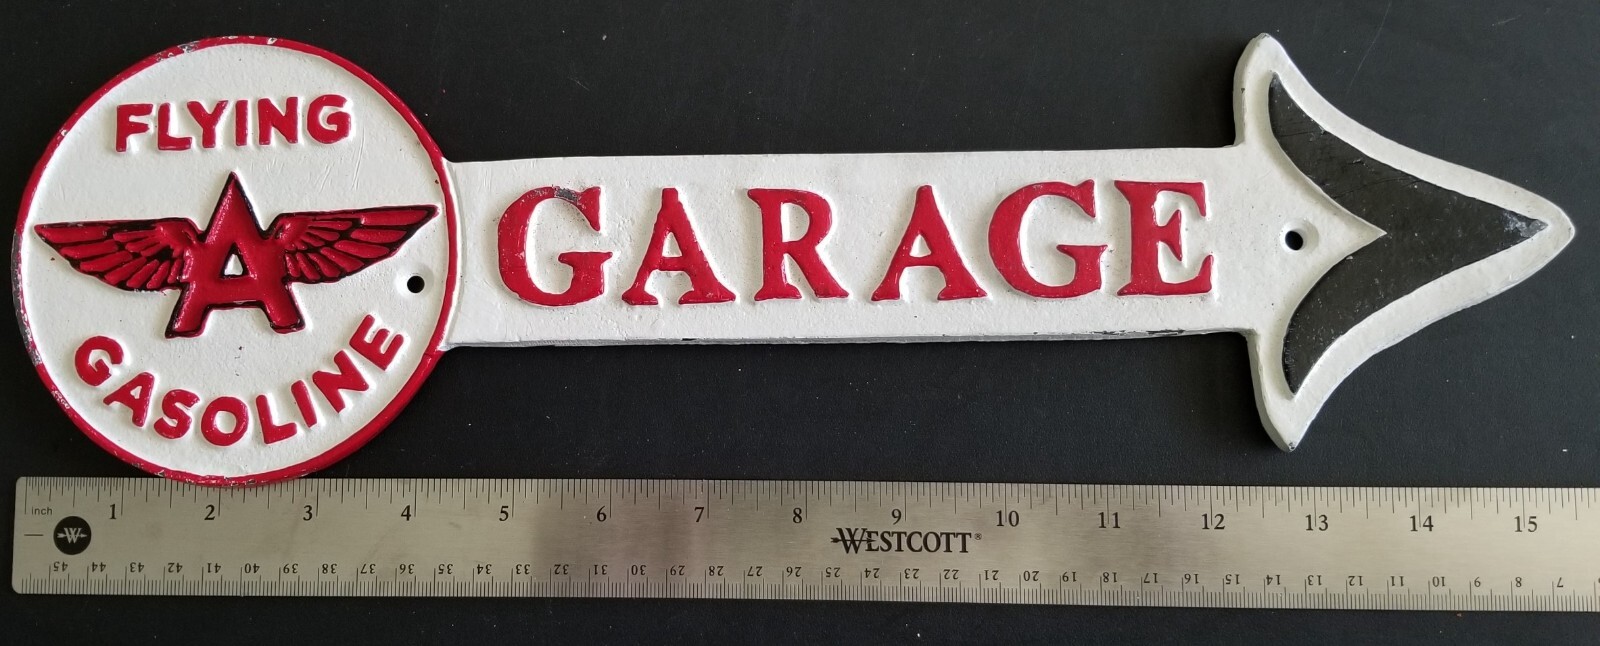 FLYING
A
GASOLINE
GARAGE
inch 1 2 3 4 5 6 7 8 9 10 11 12 13 14 15
W
WESTCOTT®
45 44 43 42 41 40 39 38 37 36 35 34 33 32 31 30 29 28 27 26 25 24 23 22 21 20 19 18 17 16 15 14 13 12 11 10 9 8 7